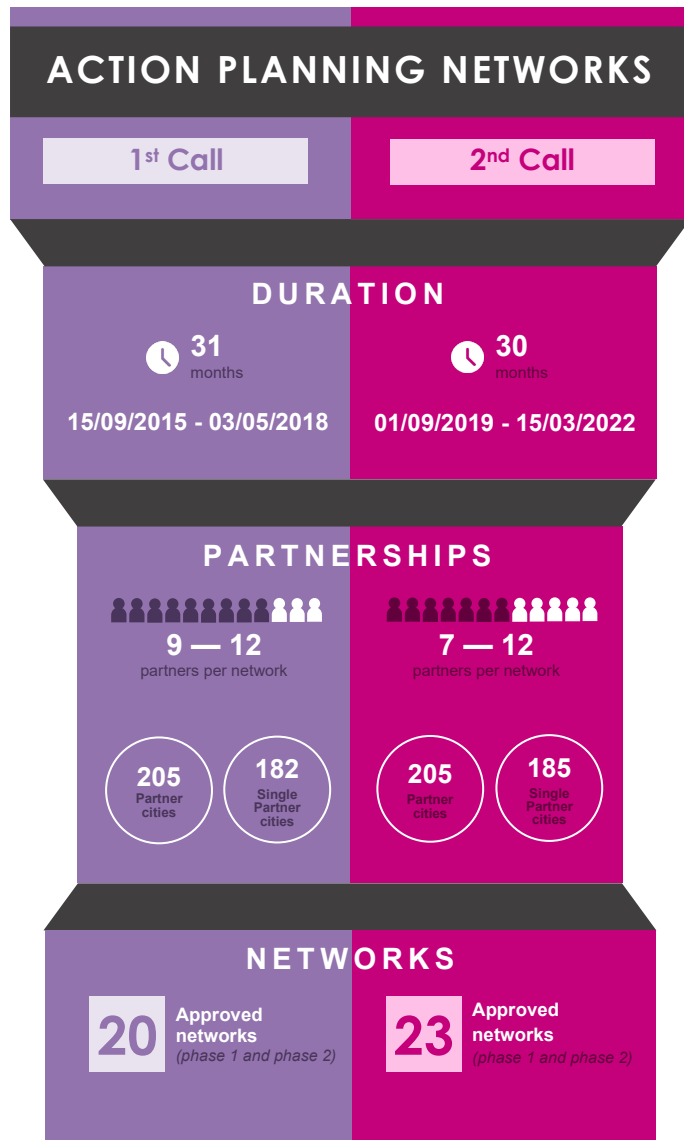 ACTION PLANNING NETWORKS
1st Call
2nd Call
DURATION
31
months
15/09/2015 - 03/05/2018
30
months
01/09/2019 - 15/03/2022
PARTNERSHIPS
9 — 12
partners per network
7 — 12
partners per network
205
Partner
cities
182
Single
Partner
cities
205
Partner
cities
185
Single
Partner
cities
NETWORKS
20
Approved
networks
(phase 1 and phase 2)
23
Approved
networks
(phase 1 and phase 2)